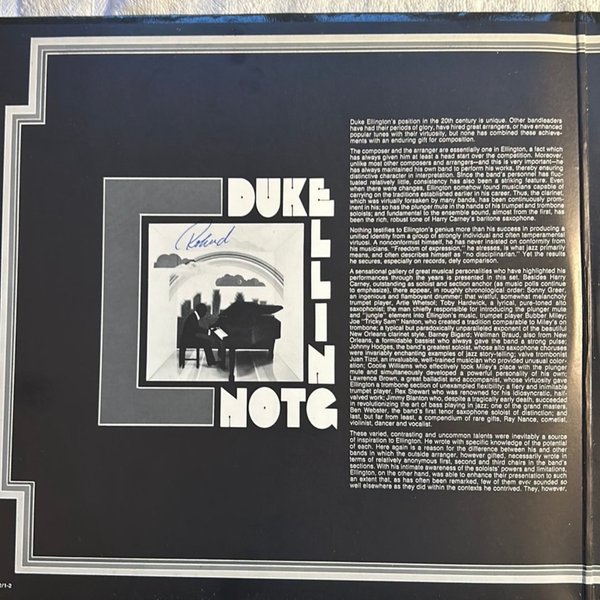 DUKE
L
L
I
N
NOTG
Duke Ellington's position in the 20th century is unique. Other bandleaders
have had their periods of glory, have hired great arrangers, or have enhanced
popular tunes with their virtuosity, but none has combined these achieve-
ments with an enduring gift for composition.
The composer and the arranger are essentially one in Ellington, a fact which
has always given him at least a head start over the competition. Moreover,
unlike most other composers and arrangers—and this is very important—he
has always maintained his own band to perform his works, thereby ensuring
distinctive character in interpretation. Since the band's personnel has fluc-
tuated relatively little, consistency has also been a striking feature. Even
when there were changes, Ellington somehow found musicians capable of
carrying on the traditions established earlier in certain chairs. Thus, the clarinet,
which was virtually forsaken by many bands, has been continuously prom-
inent in his; so has the plunger mute in the hands of his trumpet and trombone
soloists; and fundamental to the ensemble sound, almost from the first, has
been the rich, robust tone of Harry Carney's baritone saxophone.
Nothing testifies to Ellington's genius more than his success in producing a
unified identity from a group of strongly individual and often temperamental
virtuosi. A nonconformist himself, he has never insisted on conformity from
his musicians. "Freedom of expression," he stresses, is what jazz primarily
means, and often describes himself as "no disciplinarian." Yet the results
he secures, especially on records, defy comparison.
A sensational gallery of great musical personalities who have highlighted his
performances through the years is presented in this set. Besides Harry
Carney, outstanding as soloist and section anchor (as music polls continue
to emphasize), there appear, in roughly chronological order: Sonny Greer,
an ingenious and flamboyant drummer; that wistful, somewhat melancholy
trumpet player, Artie Whetsol; Toby Hardwick, a lyrical, pure-toned alto
saxophonist; the man chiefly responsible for introducing the plunger mute
and "jungle" element into Ellington's music, trumpet player Bubber Miley;
Joe "Tricky Sam" Nanton, who created a tradition comparable to Miley's on
trombone; a typical but paradoxically unparalleled exponent of the beautiful
New Orleans clarinet style, Barney Bigard; Wellman Braud, also from New
Orleans, a formidable bassist who always gave the band a strong pulse;
Johnny Hodges, the band's greatest soloist, whose alto saxophone choruses
were invariably enchanting examples of jazz story-telling; valve trombonist
Juan Tizol, an invaluable, well-trained musician who provided unusual color-
ation; Cootie Williams who effectively took Miley's place with the plunger
mute and simultaneously developed a powerful personality of his own;
Lawrence Brown, a great balladist and accompanist, whose virtuosity gave
Ellington a trombone section of unexampled flexibility; a fiery and inimitable
trumpet player, Rex Stewart who was renowned for his idiosyncratic, half-
valved work; Jimmy Blanton who, despite a tragically early death, succeeded
in revolutionizing the art of bass playing in jazz; one of the grand masters,
Ben Webster, the band's first tenor saxophone soloist of distinction; and
last, but far from least, a compendium of rare gifts, Ray Nance, cornetist,
violinist, dancer and vocalist.
These varied, contrasting and uncommon talents were inevitably a source
of inspiration to Ellington. He wrote with specific knowledge of the potential
of each. Here again is a reason for the difference between his and other
bands in which the outside arranger, however gifted, necessarily wrote in
terms of relatively anonymous first, second and third chairs in the band's
sections. With his intimate awareness of the soloists' powers and limitations,
Ellington, on the other hand, was able to enhance their presentation to such
an extent that, as has often been remarked, few of them ever sounded so
well elsewhere as they did within the contexts he contrived. They, however,